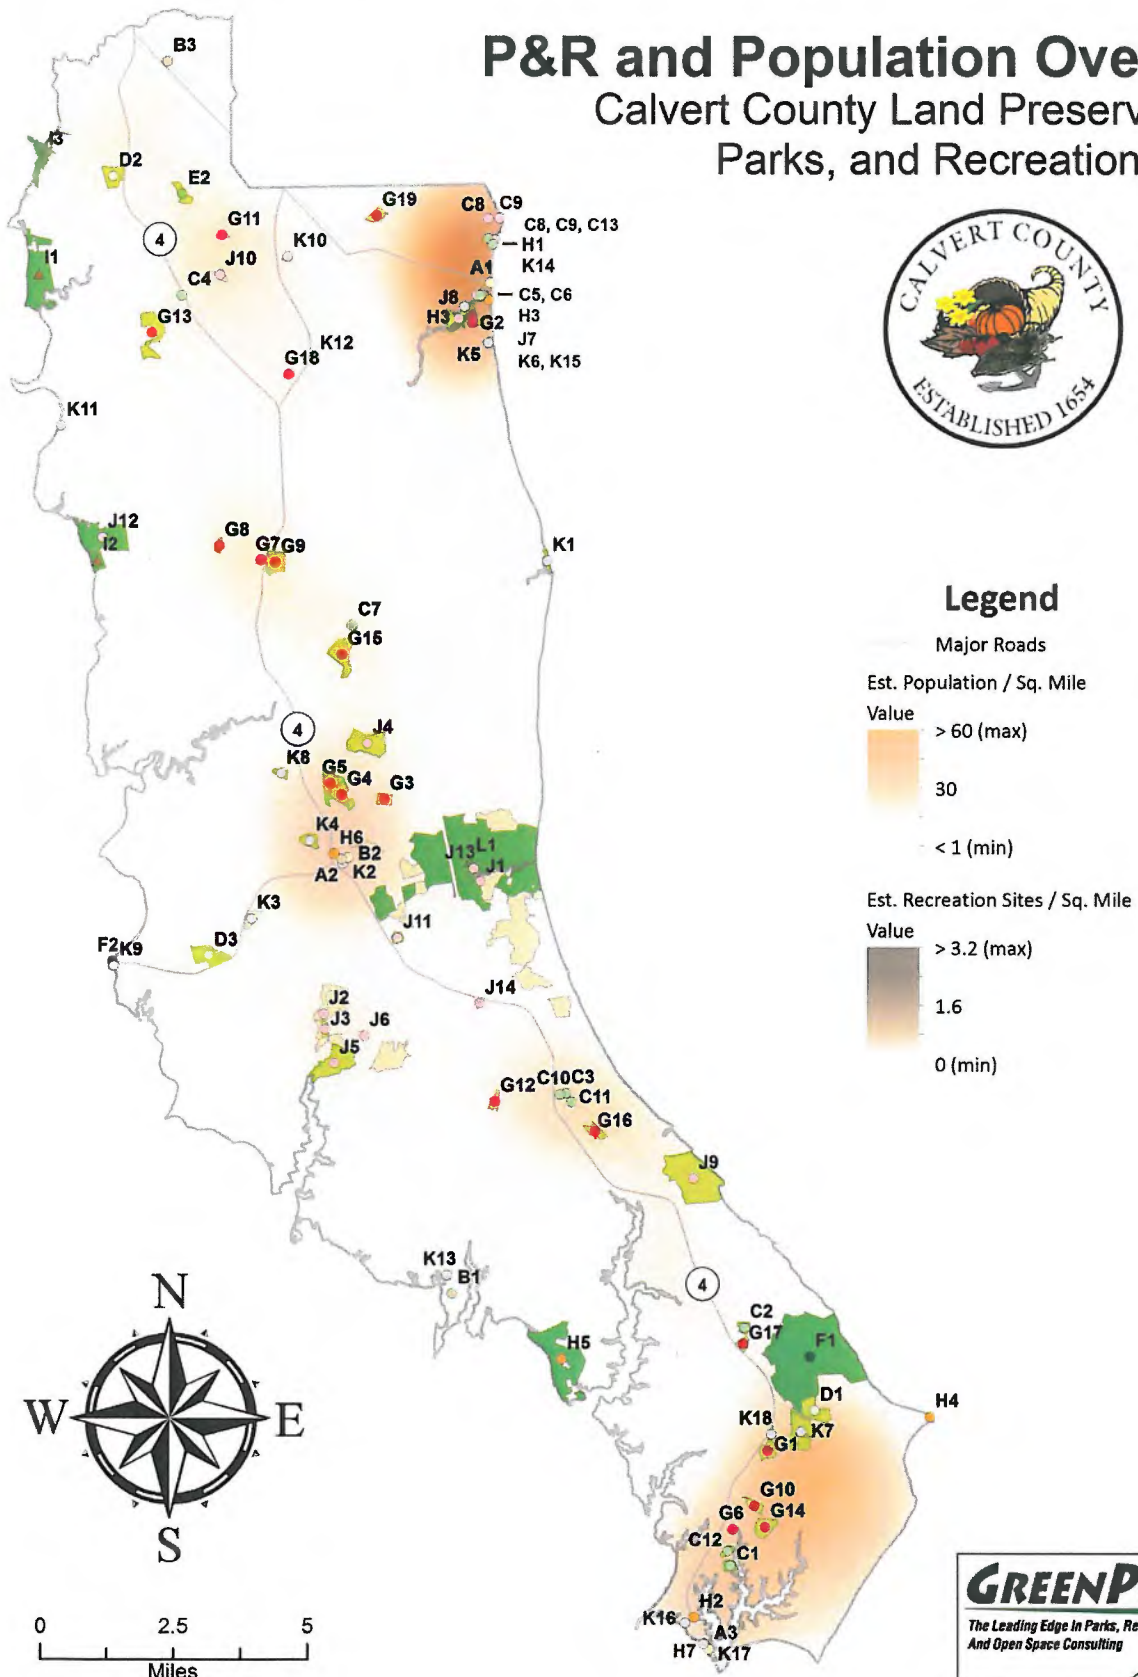 P&R and Population Ove
Calvert County Land Preserv
Parks, and Recreation
B3
I3
D2
E2
G19
C8
C9
C8, C9, C13
H1
K14
G11
4
K10
J10
C4
I1
A1
C5, C6
J8
H3
H3
G2
J7
K5
K6, K15
G13
K12
G18
CALVERT COUNTY
ESTABLISHED 1654
K11
J12
I2
G8
G7
G9
K1
C7
G15
Legend
Major Roads
Est. Population / Sq. Mile
Value
> 60 (max)
30
< 1 (min)
Est. Recreation Sites / Sq. Mile
Value
> 3.2 (max)
1.6
0 (min)
4
J4
K8
G5
G4
G3
K4
H6
B2
A2
K2
J13
L1
J1
K3
J11
F2
K9
D3
J14
J2
J3
J6
J5
G12
C10
C3
C11
G16
J9
K13
B1
4
C2
G17
F1
H5
D1
H4
K18
K7
G1
G10
G6
G14
C12
C1
H2
K16
A3
H7
K17
N
W
E
S
0
2.5
5
Miles
GREENP
The Leading Edge In Parks, Re
And Open Space Consulting